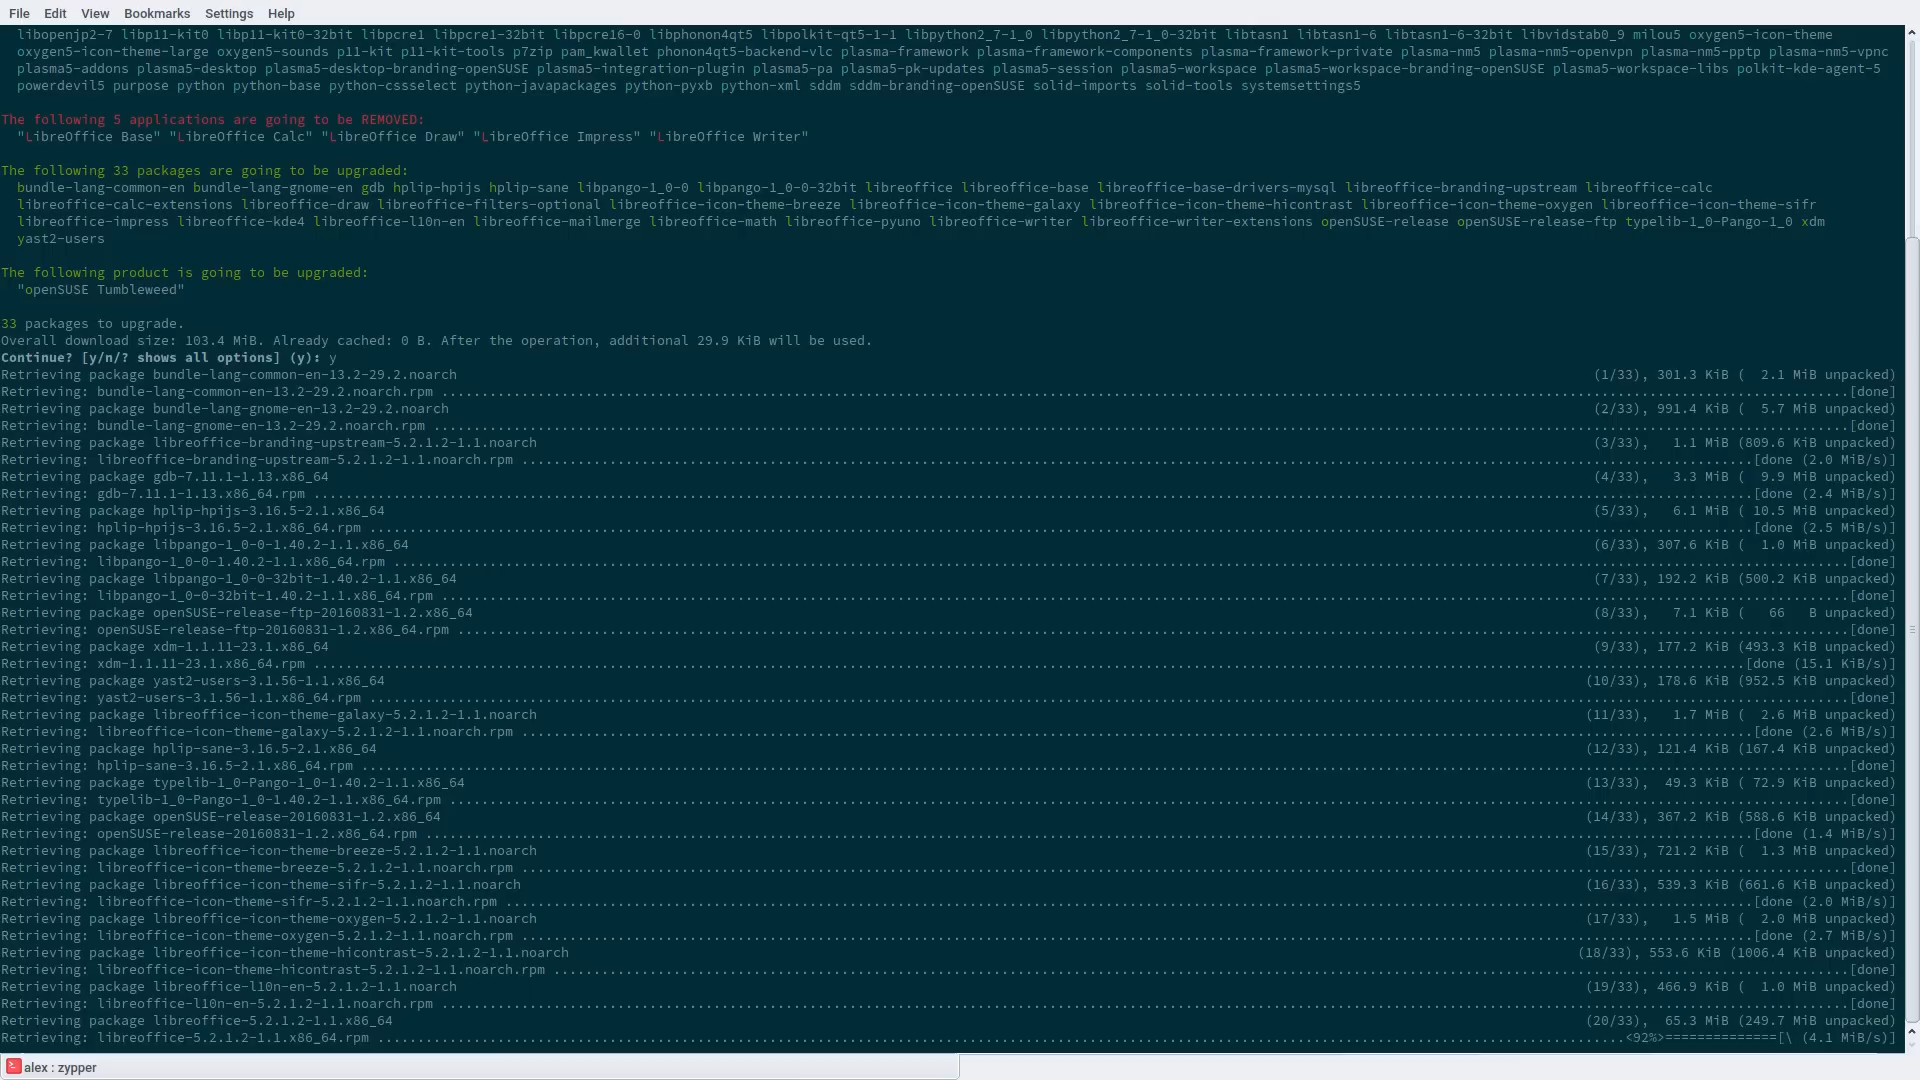 File Edit View Bookmarks Settings Help
libopenjp2-7 libp11-kit0 libp11-kit0-32bit libpcre1 libpcre1-32bit libpcre16-0 libphonon4qt5 libpolkit-qt5-1-1 libpython2_7-1_0 libpython2_7-1_0-32bit libtasn1 libtasn1-6 libtasn1-6-32bit libvidstab0_9 milou5 oxygen5-icon-theme
oxygen5-icon-theme-large oxygen5-sounds p11-kit p11-kit-tools p7zip pam_kwallet phonon4qt5-backend-vlc plasma-framework plasma-framework-components plasma-framework-private plasma-nm5 plasma-nm5-openvpn plasma-nm5-pptp plasma-nm5-vpnc
plasma5-addons plasma5-desktop plasma5-desktop-branding-openSUSE plasma5-integration-plugin plasma5-pa plasma5-pk-updates plasma5-session plasma5-workspace plasma5-workspace-branding-openSUSE plasma5-workspace-libs polkit-kde-agent-5
powerdevil5 purpose python python-base python-cssselect python-javapackages python-pyxb python-xml sddm sddm-branding-openSUSE solid-imports solid-tools systemsettings5
The following 5 applications are going to be REMOVED:
"LibreOffice Base" "LibreOffice Calc" "LibreOffice Draw" "LibreOffice Impress" "LibreOffice Writer"
The following 33 packages are going to be upgraded:
bundle-lang-common-en bundle-lang-gnome-en gdb hplip-hpijs hplip-sane libpango-1_0-0 libpango-1_0-0-32bit libreoffice libreoffice-base libreoffice-base-drivers-mysql libreoffice-branding-upstream libreoffice-calc
libreoffice-calc-extensions libreoffice-draw libreoffice-filters-optional libreoffice-icon-theme-breeze libreoffice-icon-theme-galaxy libreoffice-icon-theme-hicontrast libreoffice-icon-theme-oxygen libreoffice-icon-theme-sifr
libreoffice-impress libreoffice-kde4 libreoffice-l10n-en libreoffice-mailmerge libreoffice-math libreoffice-pyuno libreoffice-writer libreoffice-writer-extensions openSUSE-release openSUSE-release-ftp typelib-1_0-Pango-1_0 xdm
yast2-users
The following product is going to be upgraded:
"openSUSE Tumbleweed"
33 packages to upgrade.
Overall download size: 103.4 MiB. Already cached: 0 B. After the operation, additional 29.9 KiB will be used.
Continue? [y/n/? shows all options] (y): y
Retrieving package bundle-lang-common-en-13.2-29.2.noarch (1/33), 301.3 KiB ( 2.1 MiB unpacked)
Retrieving: bundle-lang-common-en-13.2-29.2.noarch.rpm ...[done]
Retrieving package bundle-lang-gnome-en-13.2-29.2.noarch (2/33), 991.4 KiB ( 5.7 MiB unpacked)
Retrieving: bundle-lang-gnome-en-13.2-29.2.noarch.rpm ...[done]
Retrieving package libreoffice-branding-upstream-5.2.1.2-1.1.noarch (3/33), 1.1 MiB (809.6 KiB unpacked)
Retrieving: libreoffice-branding-upstream-5.2.1.2-1.1.noarch.rpm ...[done (2.0 MiB/s)]
Retrieving package gdb-7.11.1-1.13.x86_64 (4/33), 3.3 MiB ( 9.9 MiB unpacked)
Retrieving: gdb-7.11.1-1.13.x86_64.rpm ...[done (2.4 MiB/s)]
Retrieving package hplip-hpijs-3.16.5-2.1.x86_64 (5/33), 6.1 MiB ( 10.5 MiB unpacked)
Retrieving: hplip-hpijs-3.16.5-2.1.x86_64.rpm ...[done (2.5 MiB/s)]
Retrieving package libpango-1_0-0-1.40.2-1.1.x86_64 (6/33), 307.6 KiB ( 1.0 MiB unpacked)
Retrieving: libpango-1_0-0-1.40.2-1.1.x86_64.rpm ...[done]
Retrieving package libpango-1_0-0-32bit-1.40.2-1.1.x86_64 (7/33), 192.2 KiB (500.2 KiB unpacked)
Retrieving: libpango-1_0-0-32bit-1.40.2-1.1.x86_64.rpm ...[done]
Retrieving package openSUSE-release-ftp-20160831-1.2.x86_64 (8/33), 7.1 KiB ( 66 B unpacked)
Retrieving: openSUSE-release-ftp-20160831-1.2.x86_64.rpm ...[done]
Retrieving package xdm-1.1.11-23.1.x86_64 (9/33), 177.2 KiB (493.3 KiB unpacked)
Retrieving: xdm-1.1.11-23.1.x86_64.rpm ...[done (15.1 KiB/s)]
Retrieving package yast2-users-3.1.56-1.1.x86_64 (10/33), 178.6 KiB (952.5 KiB unpacked)
Retrieving: yast2-users-3.1.56-1.1.x86_64.rpm ...[done]
Retrieving package libreoffice-icon-theme-galaxy-5.2.1.2-1.1.noarch (11/33), 1.7 MiB ( 2.6 MiB unpacked)
Retrieving: libreoffice-icon-theme-galaxy-5.2.1.2-1.1.noarch.rpm ...[done (2.6 MiB/s)]
Retrieving package hplip-sane-3.16.5-2.1.x86_64 (12/33), 121.4 KiB (167.4 KiB unpacked)
Retrieving: hplip-sane-3.16.5-2.1.x86_64.rpm ...[done]
Retrieving package typelib-1_0-Pango-1_0-1.40.2-1.1.x86_64 (13/33), 49.3 KiB ( 72.9 KiB unpacked)
Retrieving: typelib-1_0-Pango-1_0-1.40.2-1.1.x86_64.rpm ...[done]
Retrieving package openSUSE-release-20160831-1.2.x86_64 (14/33), 367.2 KiB (588.6 KiB unpacked)
Retrieving: openSUSE-release-20160831-1.2.x86_64.rpm ...[done (1.4 MiB/s)]
Retrieving package libreoffice-icon-theme-breeze-5.2.1.2-1.1.noarch (15/33), 721.2 KiB ( 1.3 MiB unpacked)
Retrieving: libreoffice-icon-theme-breeze-5.2.1.2-1.1.noarch.rpm ...[done]
Retrieving package libreoffice-icon-theme-sifr-5.2.1.2-1.1.noarch (16/33), 539.3 KiB (661.6 KiB unpacked)
Retrieving: libreoffice-icon-theme-sifr-5.2.1.2-1.1.noarch.rpm ...[done (2.0 MiB/s)]
Retrieving package libreoffice-icon-theme-oxygen-5.2.1.2-1.1.noarch (17/33), 1.5 MiB ( 2.0 MiB unpacked)
Retrieving: libreoffice-icon-theme-oxygen-5.2.1.2-1.1.noarch.rpm ...[done (2.7 MiB/s)]
Retrieving package libreoffice-icon-theme-hicontrast-5.2.1.2-1.1.noarch (18/33), 553.6 KiB (1006.4 KiB unpacked)
Retrieving: libreoffice-icon-theme-hicontrast-5.2.1.2-1.1.noarch.rpm ...[done]
Retrieving package libreoffice-l10n-en-5.2.1.2-1.1.noarch (19/33), 466.9 KiB ( 1.0 MiB unpacked)
Retrieving: libreoffice-l10n-en-5.2.1.2-1.1.noarch.rpm ...[done]
Retrieving package libreoffice-5.2.1.2-1.1.x86_64 (20/33), 65.3 MiB (249.7 MiB unpacked)
Retrieving: libreoffice-5.2.1.2-1.1.x86_64.rpm ...<92%>==============[\ (4.1 MiB/s)]
alex : zypper